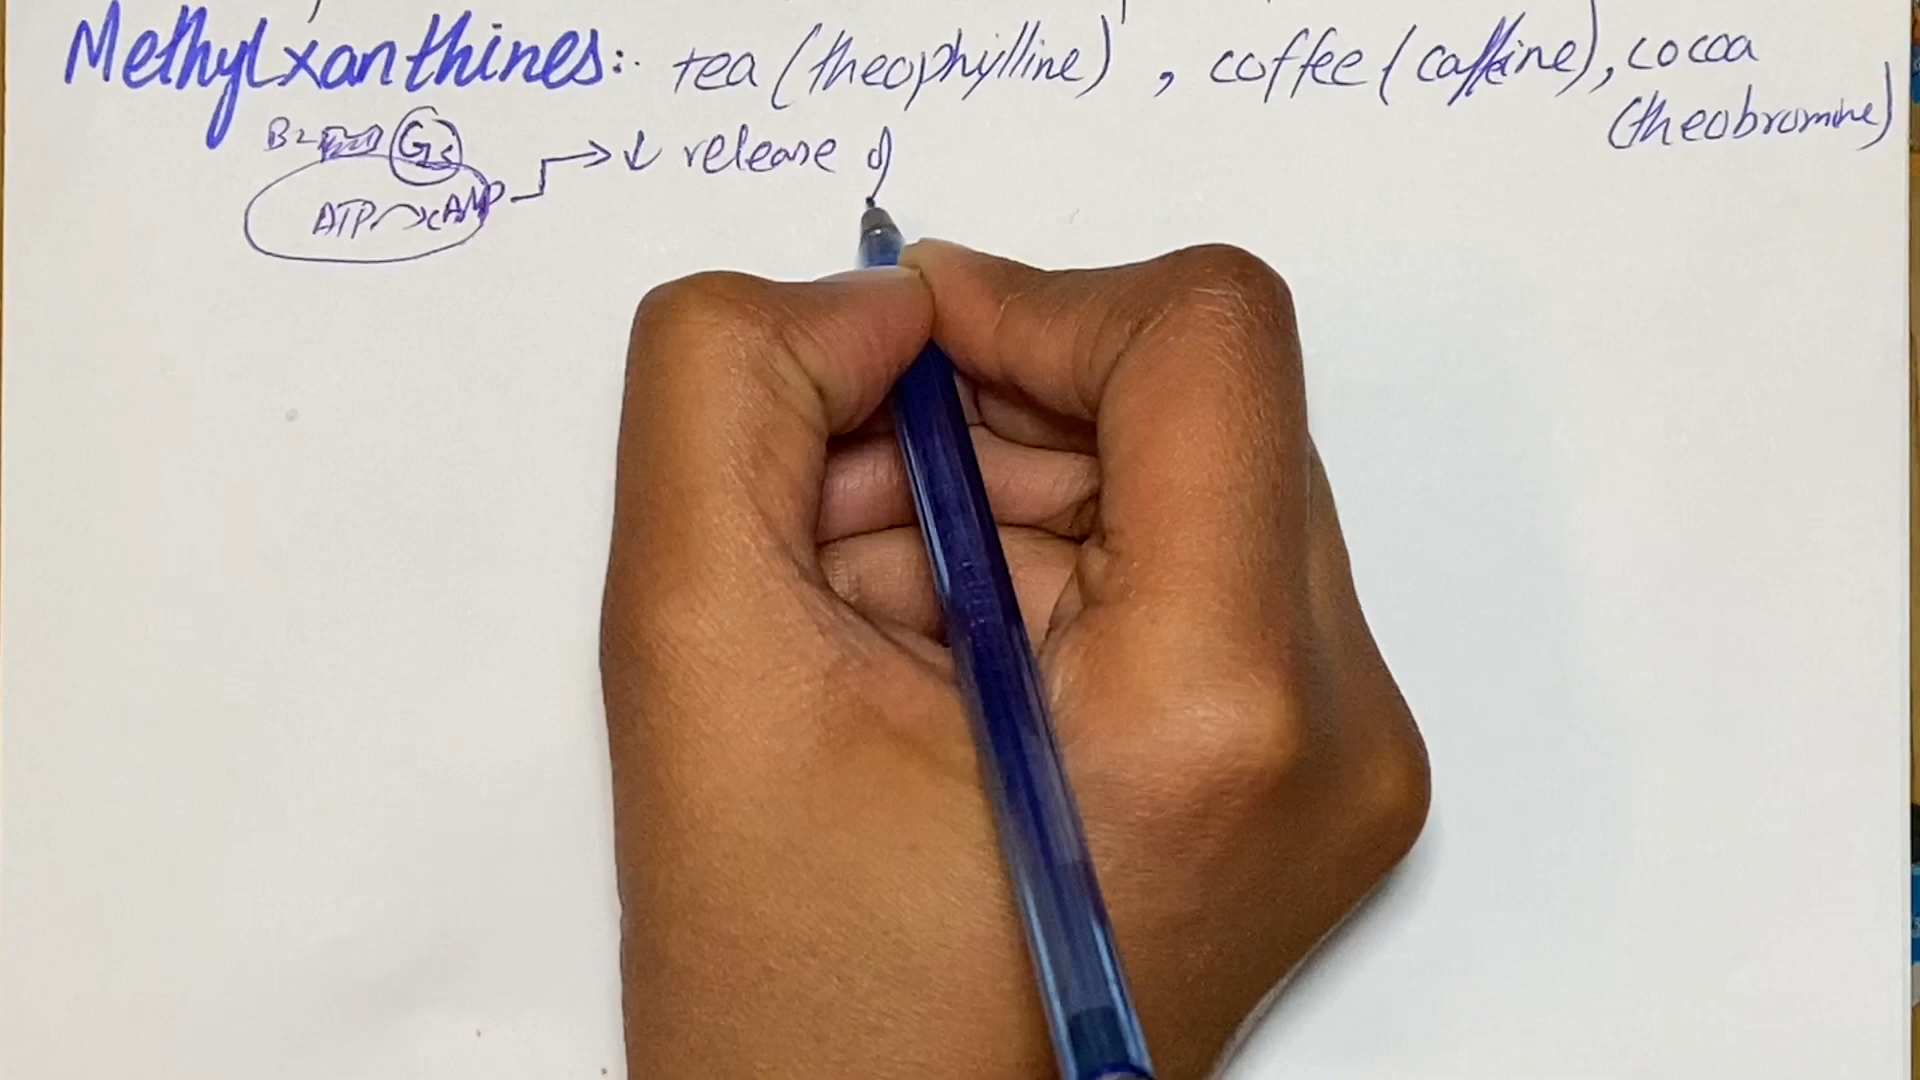 Methylxanthines:- tea (theophylline), coffee (caffeine), cocoa
(theobromine)
B2 Gs
↓ release of
ATP → cAMP